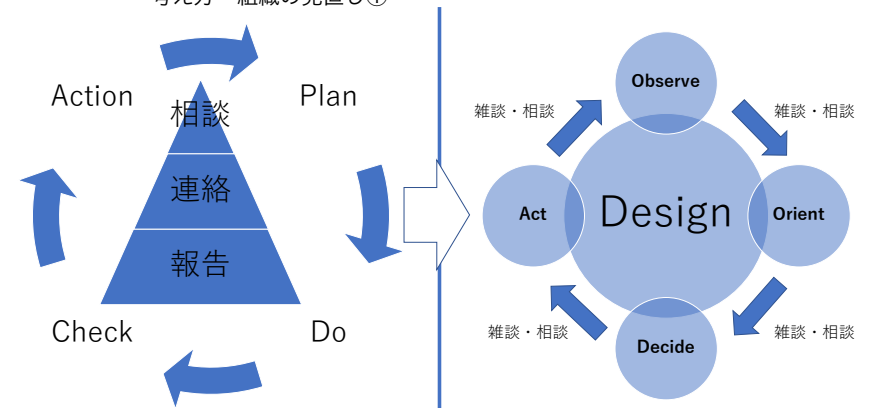 Action
Plan
相談
連絡
報告
Check
Do
Observe
雑談・相談
雑談・相談
Act
Design
Orient
雑談・相談
雑談・相談
Decide